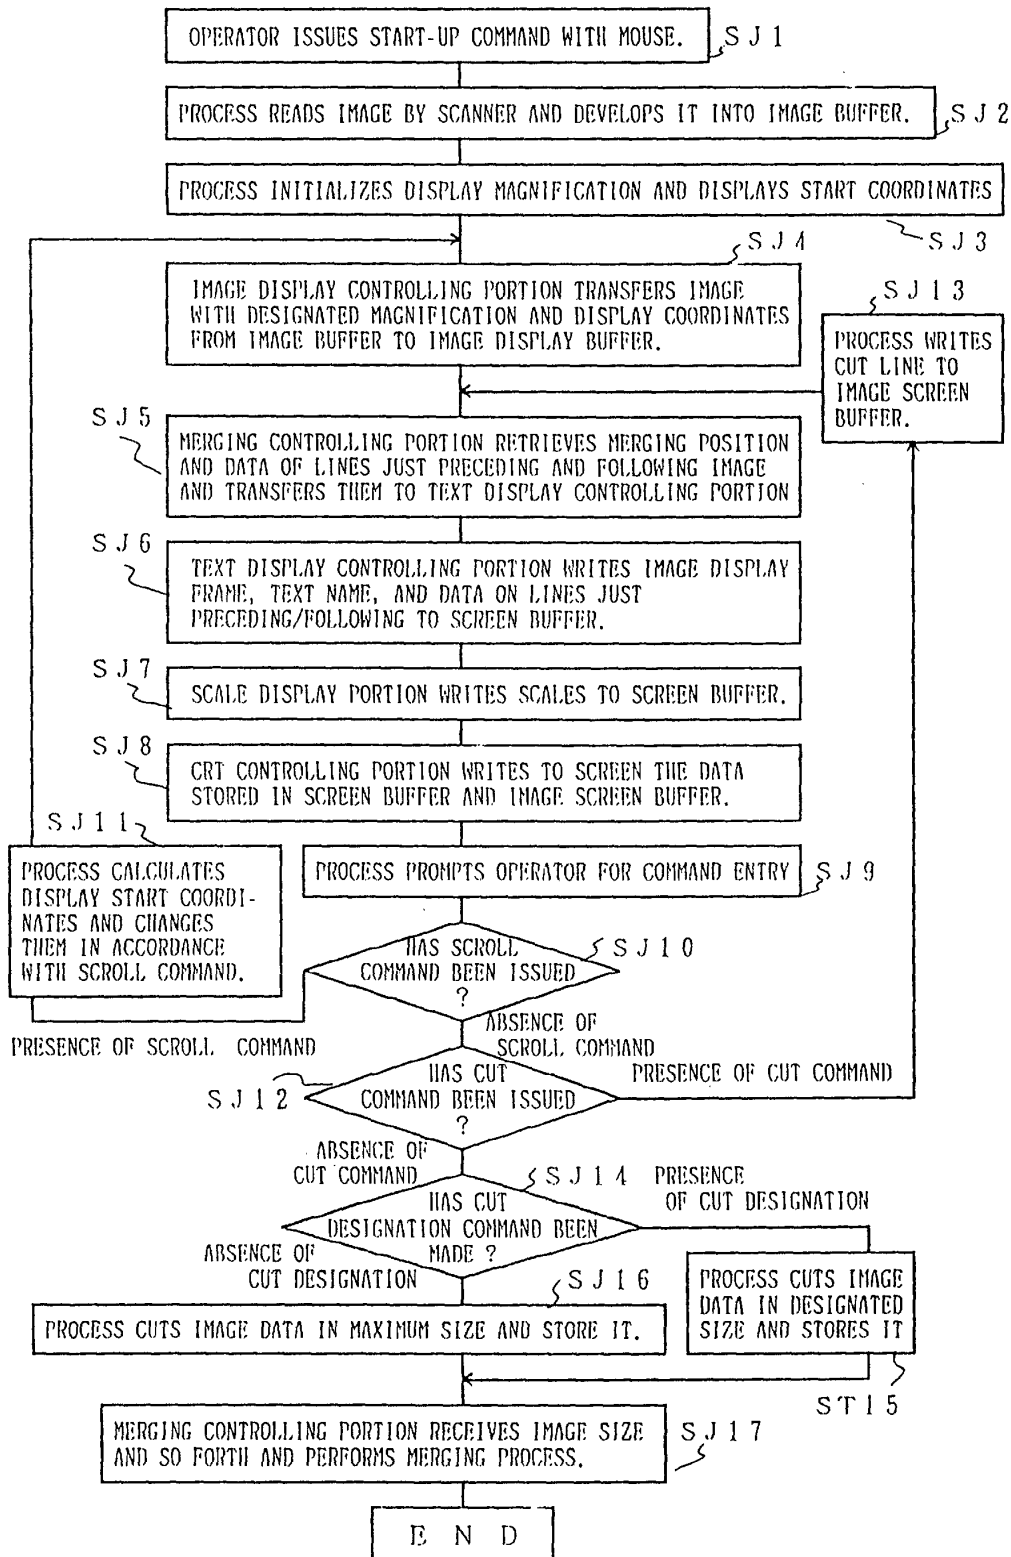 OPERATOR ISSUES START-UP COMMAND WITH MOUSE.
SJ1
PROCESS READS IMAGE BY SCANNER AND DEVELOPS IT INTO IMAGE BUFFER.
SJ2
PROCESS INITIALIZES DISPLAY MAGNIFICATION AND DISPLAYS START COORDINATES
SJ3
SJ4
IMAGE DISPLAY CONTROLLING PORTION TRANSFERS IMAGE
WITH DESIGNATED MAGNIFICATION AND DISPLAY COORDINATES
FROM IMAGE BUFFER TO IMAGE DISPLAY BUFFER.
SJ13
PROCESS WRITES
CUT LINE TO
IMAGE SCREEN
BUFFER.
SJ5
MERGING CONTROLLING PORTION RETRIEVES MERGING POSITION
AND DATA OF LINES JUST PRECEDING AND FOLLOWING IMAGE
AND TRANSFERS THEM TO TEXT DISPLAY CONTROLLING PORTION
SJ6
TEXT DISPLAY CONTROLLING PORTION WRITES IMAGE DISPLAY
FRAME, TEXT NAME, AND DATA ON LINES JUST
PRECEDING/FOLLOWING TO SCREEN BUFFER.
SJ7
SCALE DISPLAY PORTION WRITES SCALES TO SCREEN BUFFER.
SJ8
CRT CONTROLLING PORTION WRITES TO SCREEN THE DATA
STORED IN SCREEN BUFFER AND IMAGE SCREEN BUFFER.
SJ11
PROCESS CALCULATES
DISPLAY START COORDI-
NATES AND CHANGES
THEM IN ACCORDANCE
WITH SCROLL COMMAND.
PROCESS PROMPTS OPERATOR FOR COMMAND ENTRY
SJ9
HAS SCROLL
COMMAND BEEN ISSUED
?
SJ10
PRESENCE OF SCROLL COMMAND
ABSENCE OF
SCROLL COMMAND
SJ12
HAS CUT
COMMAND BEEN ISSUED
?
PRESENCE OF CUT COMMAND
ABSENCE OF
CUT COMMAND
SJ14
HAS CUT
DESIGNATION COMMAND BEEN
MADE ?
PRESENCE
OF CUT DESIGNATION
ABSENCE OF
CUT DESIGNATION
SJ16
PROCESS CUTS IMAGE DATA IN MAXIMUM SIZE AND STORE IT.
PROCESS CUTS IMAGE
DATA IN DESIGNATED
SIZE AND STORES IT
ST15
MERGING CONTROLLING PORTION RECEIVES IMAGE SIZE
AND SO FORTH AND PERFORMS MERGING PROCESS.
SJ17
END